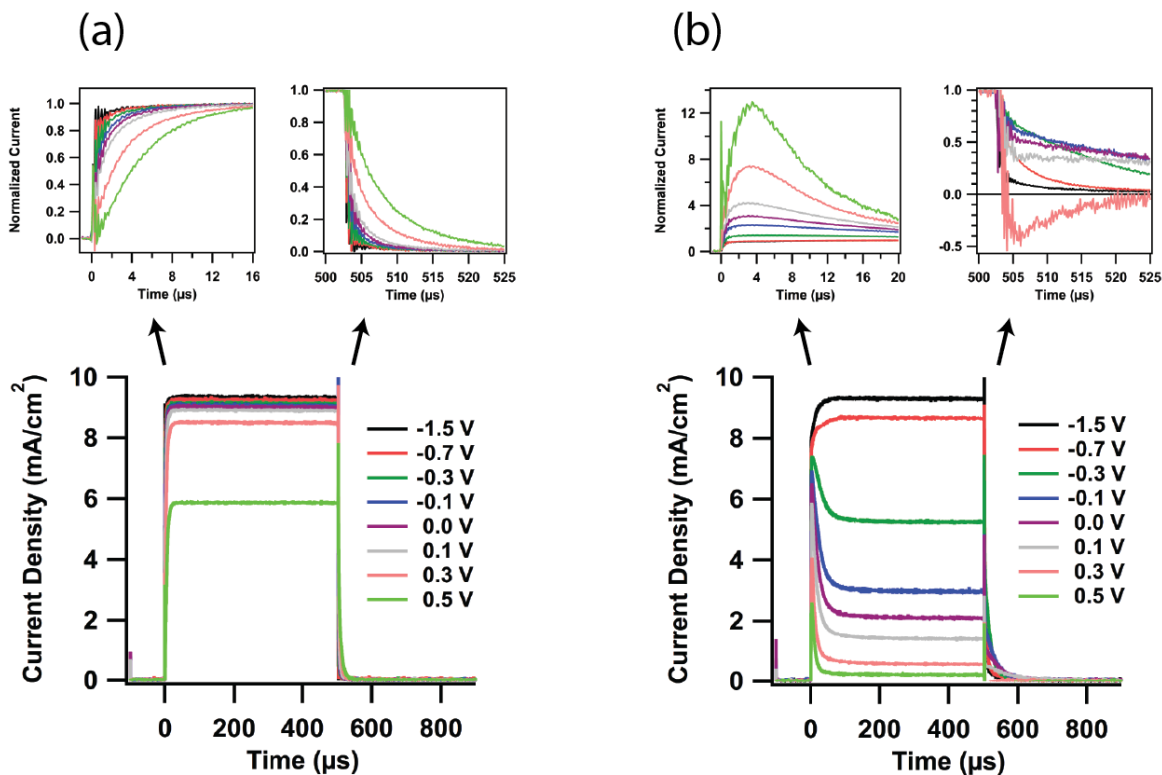 (a)
(b)
Normalized Current
1.0
0.8
0.6
0.4
0.2
0.0
0
4
8
12
16
Time (µs)
1.0
0.8
0.6
0.4
0.2
0.0
500
505
510
515
520
525
Time (µs)
Normalized Current
12
8
4
0
0
4
8
12
16
20
Time (µs)
1.0
0.5
0.0
-0.5
500
505
510
515
520
525
Time (µs)
Current Density (mA/cm2)
10
8
6
4
2
0
0
200
400
600
800
Time (µs)
-1.5 V
-0.7 V
-0.3 V
-0.1 V
0.0 V
0.1 V
0.3 V
0.5 V
Current Density (mA/cm2)
10
8
6
4
2
0
0
200
400
600
800
Time (µs)
-1.5 V
-0.7 V
-0.3 V
-0.1 V
0.0 V
0.1 V
0.3 V
0.5 V